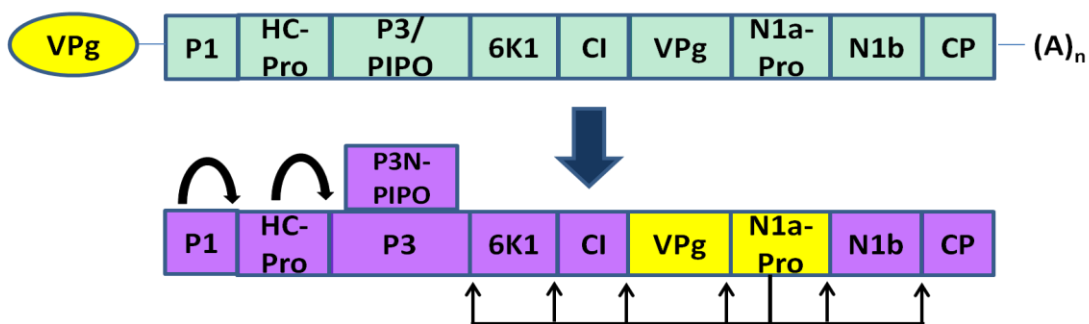 VPg P1 HC-Pro P3/PIPO 6K1 CI VPg N1a-Pro N1b CP (A)n
P3N-PIPO
P1 HC-Pro P3 6K1 CI VPg N1a-Pro N1b CP